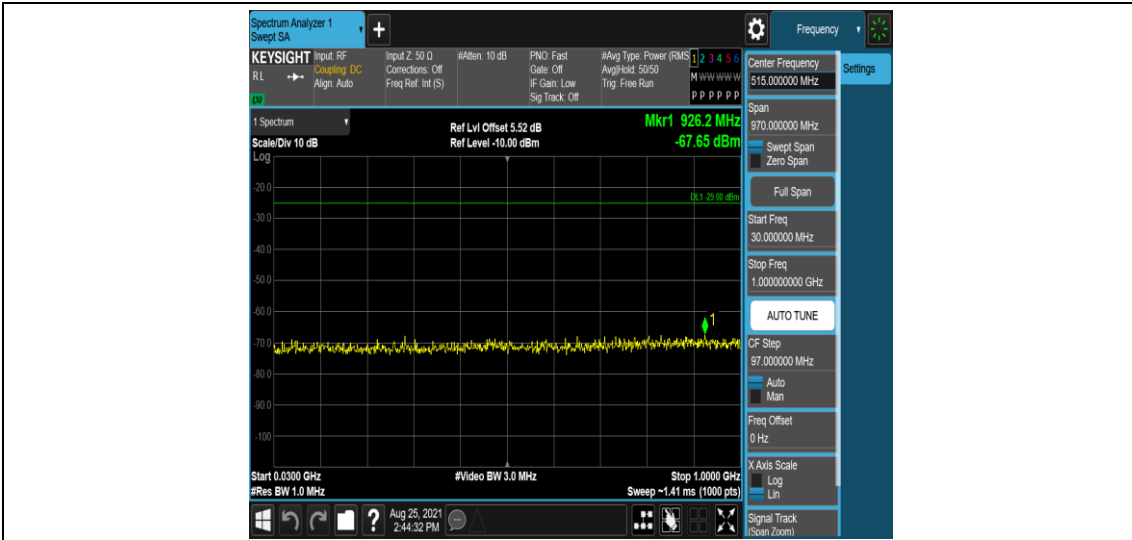 Spectrum Analyzer 1
Swept SA
Frequency
KEYSIGHT
RL
LXI
Input: RF
Coupling: DC
Align: Auto
Input Z: 50 Ω
Corrections: Off
Freq Ref: Int (S)
#Atten: 10 dB
PNO: Fast
Gate: Off
IF Gain: Low
Sig Track: Off
#Avg Type: Power (RMS
Avg|Hold: 50/50
Trig: Free Run
1 2 3 4 5 6
M W W W W W
P P P P P P
1 Spectrum
Scale/Div 10 dB
Log
Ref Lvl Offset 5.52 dB
Ref Level -10.00 dBm
Mkr1 926.2 MHz
-67.65 dBm
-20.0
DL1 -25.00 dBm
-30.0
-40.0
-50.0
-60.0
1
-70.0
-80.0
-90.0
-100
Start 0.0300 GHz
#Res BW 1.0 MHz
#Video BW 3.0 MHz
Stop 1.0000 GHz
Sweep ~1.41 ms (1000 pts)
Aug 25, 2021
2:44:32 PM
Center Frequency
515.000000 MHz
Settings
Span
970.000000 MHz
Swept Span
Zero Span
Full Span
Start Freq
30.000000 MHz
Stop Freq
1.000000000 GHz
AUTO TUNE
CF Step
97.000000 MHz
Auto
Man
Freq Offset
0 Hz
X Axis Scale
Log
Lin
Signal Track
(Span Zoom)